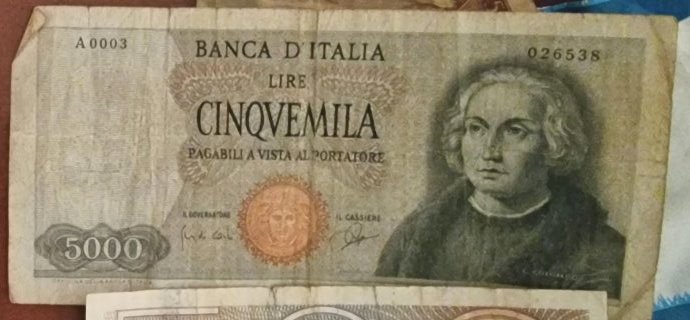 A0003
BANCA D'ITALIA
026538
LIRE
CINQVEMILA
PAGABILI A VISTA AL PORTATORE
IL GOVERNATORE
IL CASSIERE
5000